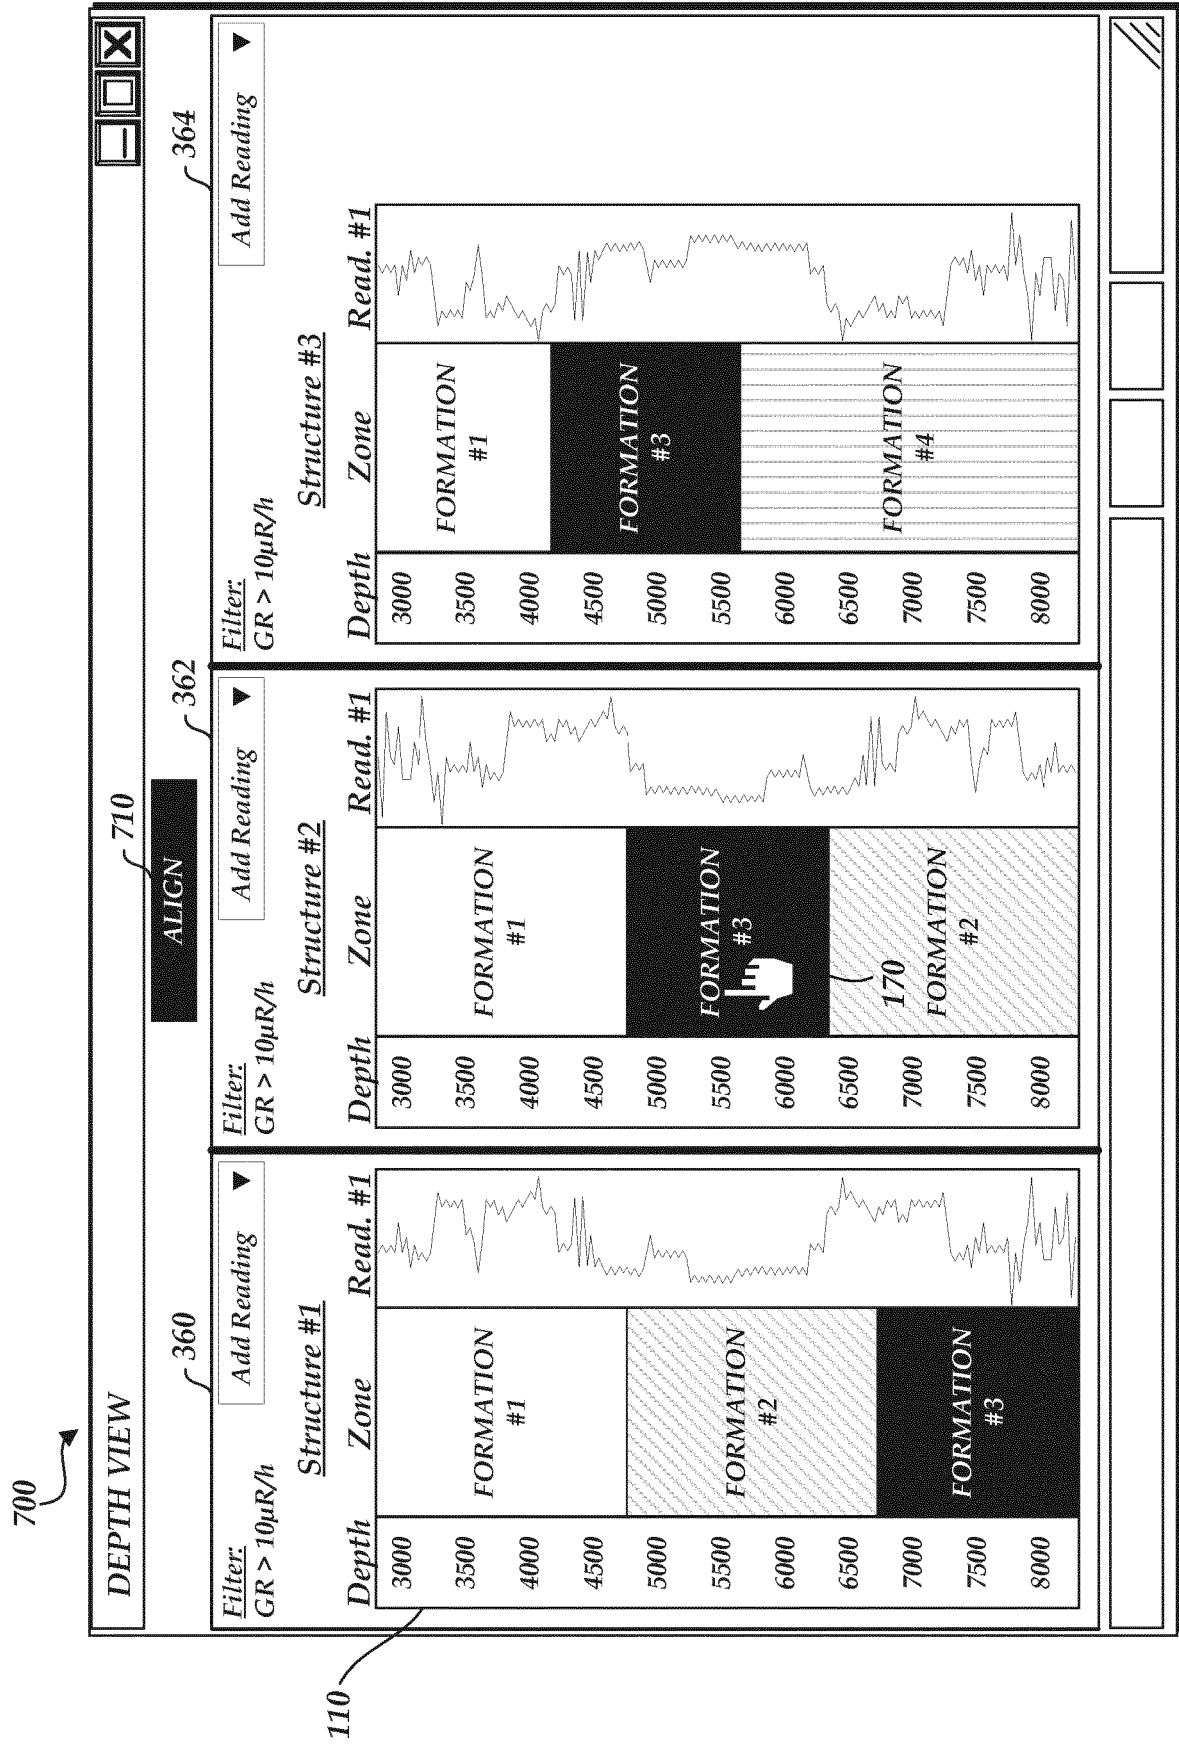 700
DEPTH VIEW
710
ALIGN
360
362
364
Filter:
GR > 10μR/h
Add Reading
Structure #1
Depth
Zone
Read. #1
3000
3500
4000
4500
5000
5500
6000
6500
7000
7500
8000
FORMATION
#1
FORMATION
#2
FORMATION
#3
110
Filter:
GR > 10μR/h
Add Reading
Structure #2
Depth
Zone
Read. #1
3000
3500
4000
4500
5000
5500
6000
6500
7000
7500
8000
FORMATION
#1
FORMATION
#3
170
FORMATION
#2
Filter:
GR > 10μR/h
Add Reading
Structure #3
Depth
Zone
Read. #1
3000
3500
4000
4500
5000
5500
6000
6500
7000
7500
8000
FORMATION
#1
FORMATION
#3
FORMATION
#4